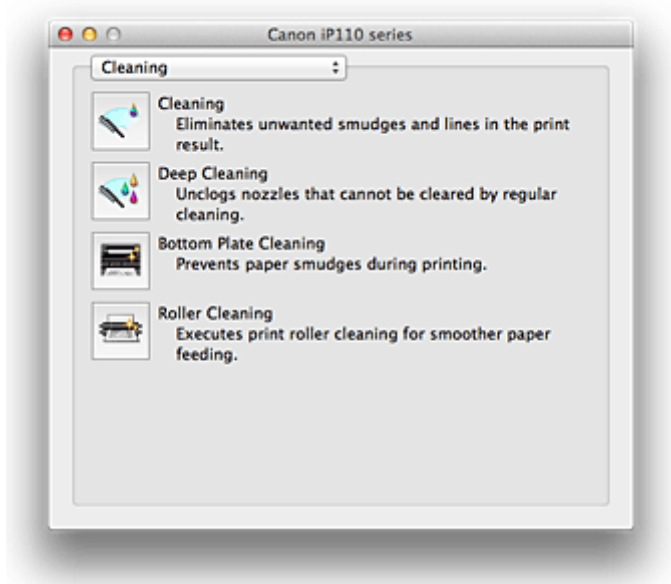 Canon iP110 series
Cleaning
Cleaning
Eliminates unwanted smudges and lines in the print
result.
Deep Cleaning
Unclogs nozzles that cannot be cleared by regular
cleaning.
Bottom Plate Cleaning
Prevents paper smudges during printing.
Roller Cleaning
Executes print roller cleaning for smoother paper
feeding.